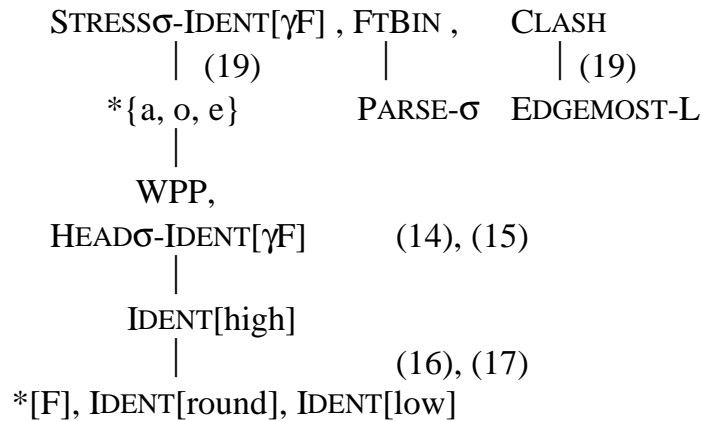 STRESSσ-IDENT[γF] , FTBIN , CLASH
(19) (19)
*{a, o, e} PARSE-σ EDGEMOST-L
WPP,
HEADσ-IDENT[γF] (14), (15)
IDENT[high]
(16), (17)
*[F], IDENT[round], IDENT[low]